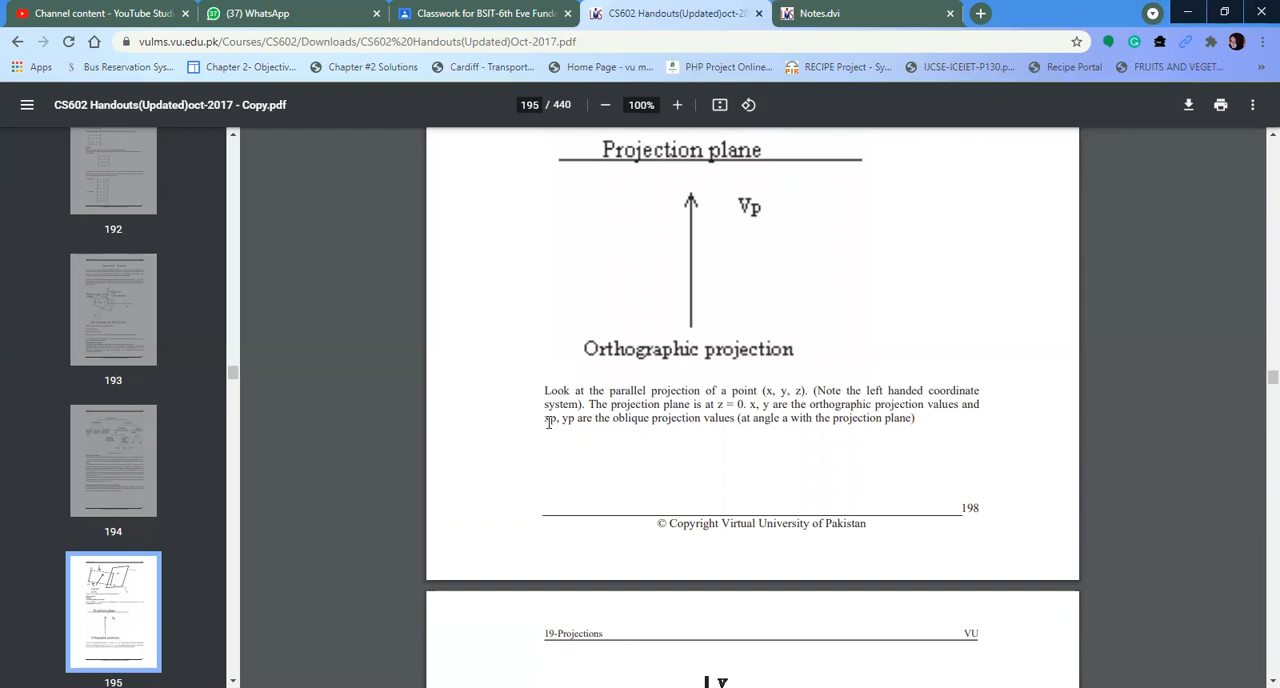 Channel content - YouTube Stud
(37) WhatsApp
Classwork for BSIT-6th Eve Fund
CS602 Handouts(Updated)oct-20
Notes.dvi
vulms.vu.edu.pk/Courses/CS602/Downloads/CS602%20Handouts(Updated)Oct-2017.pdf
Apps
Bus Reservation Sys...
Chapter 2- Objectiv...
Chapter #2 Solutions
Cardiff - Transport...
Home Page - vu m...
PHP Project Online...
RECIPE Project - Sy...
IJCSE-ICEIET-P130.p...
Recipe Portal
FRUITS AND VEGET...
»
CS602 Handouts(Updated)oct-2017 - Copy.pdf
195 / 440
100%
192
193
194
195
Projection plane
Vp
Orthographic projection
Look at the parallel projection of a point (x, y, z). (Note the left handed coordinate
system). The projection plane is at z = 0. x, y are the orthographic projection values and
xp, yp are the oblique projection values (at angle a with the projection plane)
198
© Copyright Virtual University of Pakistan
19-Projections
VU
y